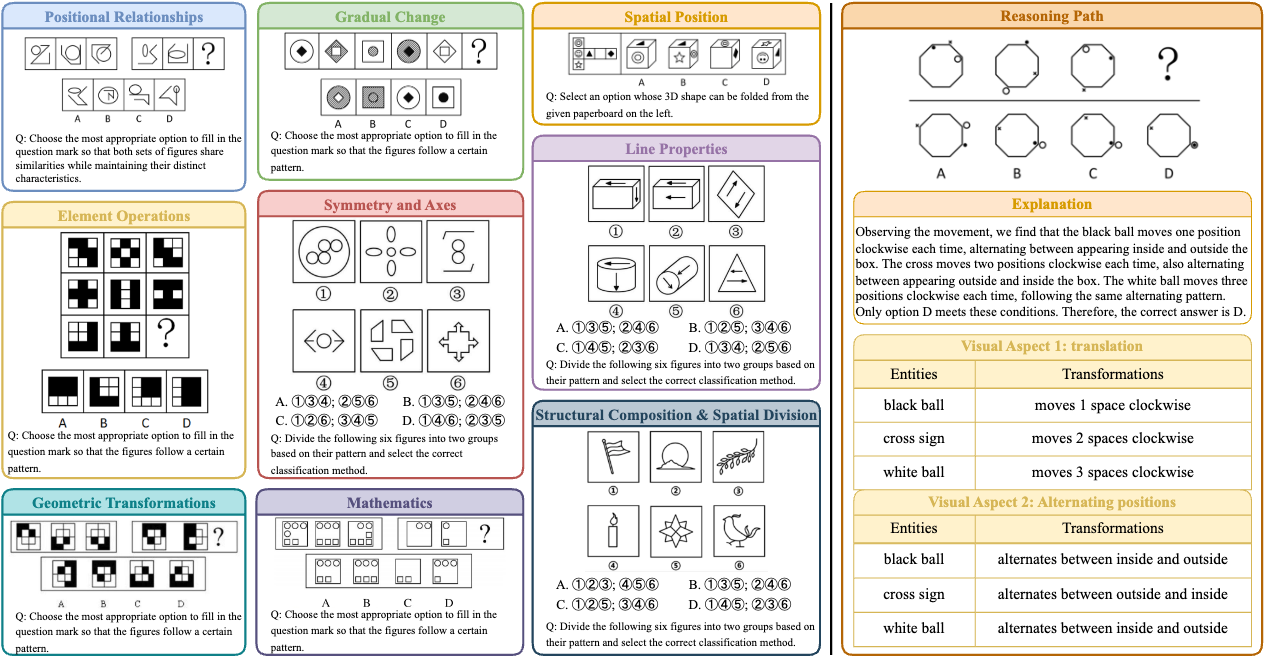 Positional Relationships
?
A B C D
Q: Choose the most appropriate option to fill in the
question mark so that both sets of figures share
similarities while maintaining their distinct
characteristics.
Element Operations
?
A B C D
Q: Choose the most appropriate option to fill in the
question mark so that the figures follow a certain
pattern.
Geometric Transformations
?
A B C D
Q: Choose the most appropriate option to fill in the
question mark so that the figures follow a certain
pattern.
Gradual Change
?
A B C D
Q: Choose the most appropriate option to fill in the
question mark so that the figures follow a certain
pattern.
Symmetry and Axes
① ② ③
④ ⑤ ⑥
A. ①③④; ②⑤⑥ B. ①③⑤; ②④⑥
C. ①②⑥; ③④⑤ D. ①④⑥; ②③⑤
Q: Divide the following six figures into two groups
based on their pattern and select the correct
classification method.
Mathematics
?
A B C D
Q: Choose the most appropriate option to fill in the
question mark so that the figures follow a certain
pattern.
Spatial Position
A B C D
Q: Select an option whose 3D shape can be folded from the
given paperboard on the left.
Line Properties
① ② ③
④ ⑤ ⑥
A. ①③⑤; ②④⑥ B. ①②⑤; ③④⑥
C. ①④⑤; ②③⑥ D. ①③④; ②⑤⑥
Q: Divide the following six figures into two groups based on
their pattern and select the correct classification method.
Structural Composition & Spatial Division
① ② ③
④ ⑤ ⑥
A. ①②③; ④⑤⑥ B. ①③⑤; ②④⑥
C. ①②⑤; ③④⑥ D. ①④⑤; ②③⑥
Q: Divide the following six figures into two groups based on
their pattern and select the correct classification method.
Reasoning Path
?
A B C D
Explanation
Observing the movement, we find that the black ball moves one position
clockwise each time, alternating between appearing inside and outside the
box. The cross moves two positions clockwise each time, also alternating
between appearing outside and inside the box. The white ball moves three
positions clockwise each time, following the same alternating pattern.
Only option D meets these conditions. Therefore, the correct answer is D.
Visual Aspect 1: translation
Entities Transformations
black ball moves 1 space clockwise
cross sign moves 2 spaces clockwise
white ball moves 3 spaces clockwise
Visual Aspect 2: Alternating positions
Entities Transformations
black ball alternates between inside and outside
cross sign alternates between outside and inside
white ball alternates between inside and outside